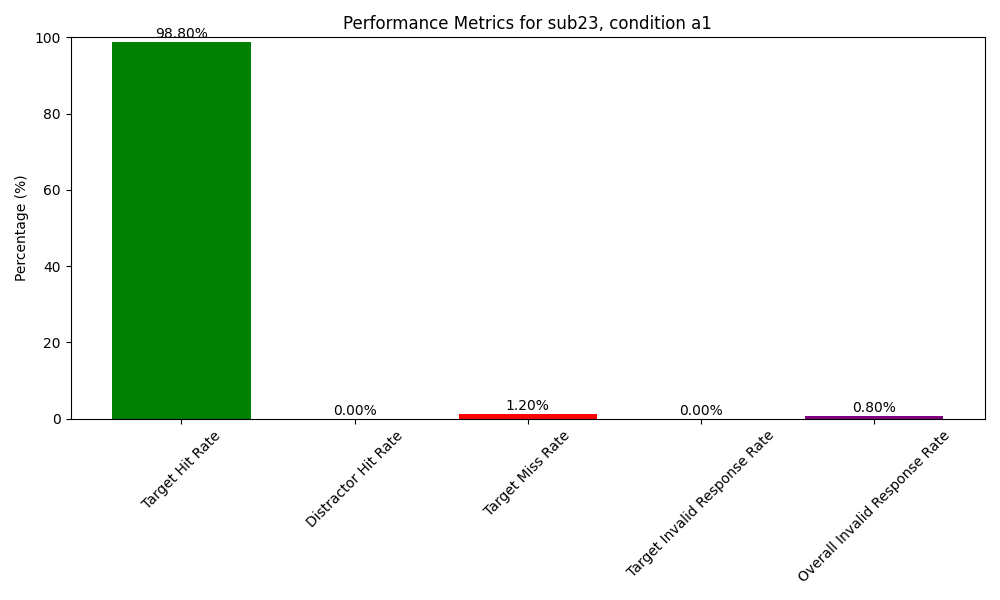 Performance Metrics for sub23, condition a1
Percentage (%)
100
80
60
40
20
0
98.80%
0.00%
1.20%
0.00%
0.80%
Target Hit Rate
Distractor Hit Rate
Target Miss Rate
Target Invalid Response Rate
Overall Invalid Response Rate